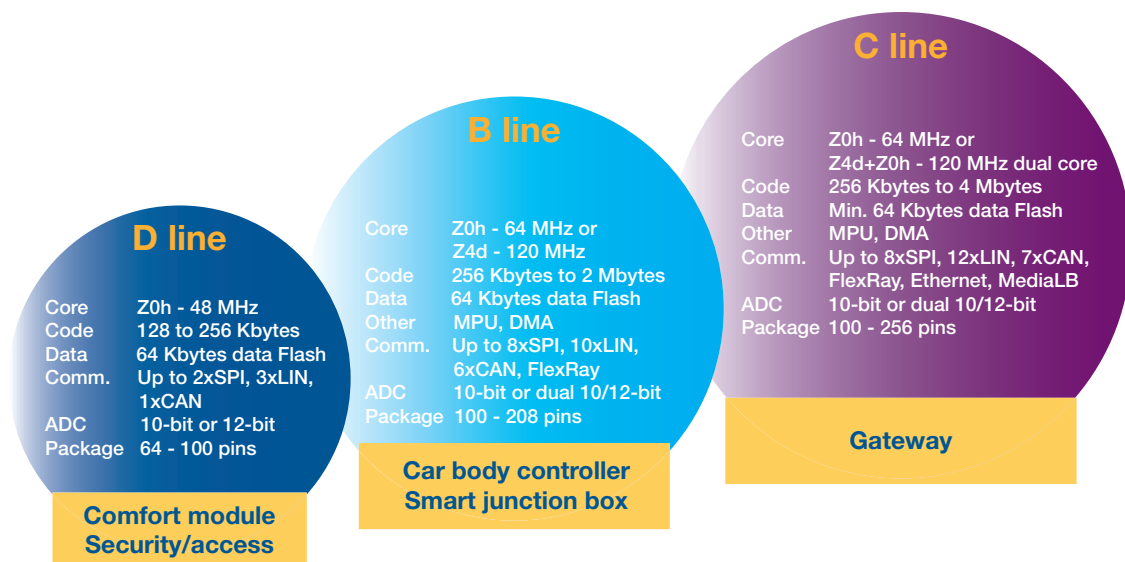 D line
Core Z0h - 48 MHz
Code 128 to 256 Kbytes
Data 64 Kbytes data Flash
Comm. Up to 2xSPI, 3xLIN,
1xCAN
ADC 10-bit or 12-bit
Package 64 - 100 pins
Comfort module
Security/access
B line
Core Z0h - 64 MHz or
Z4d - 120 MHz
Code 256 Kbytes to 2 Mbytes
Data 64 Kbytes data Flash
Other MPU, DMA
Comm. Up to 8xSPI, 10xLIN,
6xCAN, FlexRay
ADC 10-bit or dual 10/12-bit
Package 100 - 208 pins
Car body controller
Smart junction box
C line
Core Z0h - 64 MHz or
Z4d+Z0h - 120 MHz dual core
Code 256 Kbytes to 4 Mbytes
Data Min. 64 Kbytes data Flash
Other MPU, DMA
Comm. Up to 8xSPI, 12xLIN, 7xCAN,
FlexRay, Ethernet, MediaLB
ADC 10-bit or dual 10/12-bit
Package 100 - 256 pins
Gateway